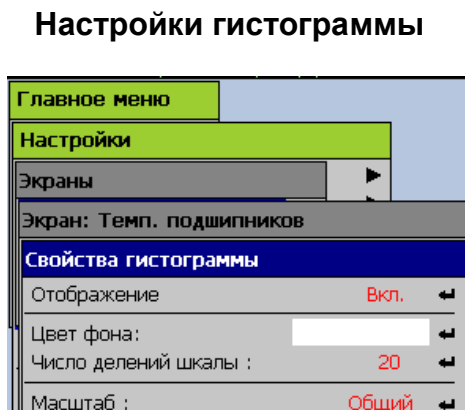 Настройки гистограммы
Главное меню
Настройки
Экраны
Экран: Темп. подшипников
Свойства гистограммы
Отображение Вкл.
Цвет фона:
Число делений шкалы : 20
Масштаб : Общий